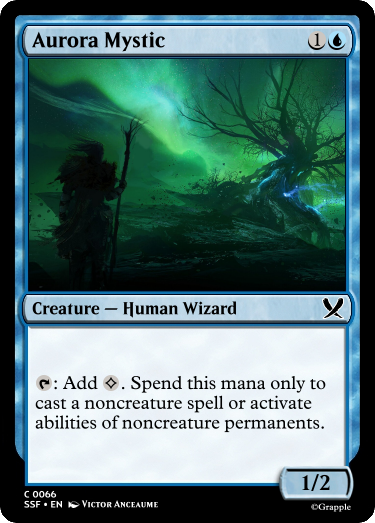 Aurora Mystic 1
Creature — Human Wizard
: Add . Spend this mana only to
cast a noncreature spell or activate
abilities of noncreature permanents.
1/2
C 0066
SSF • EN Victor Anceaume
©Grapple